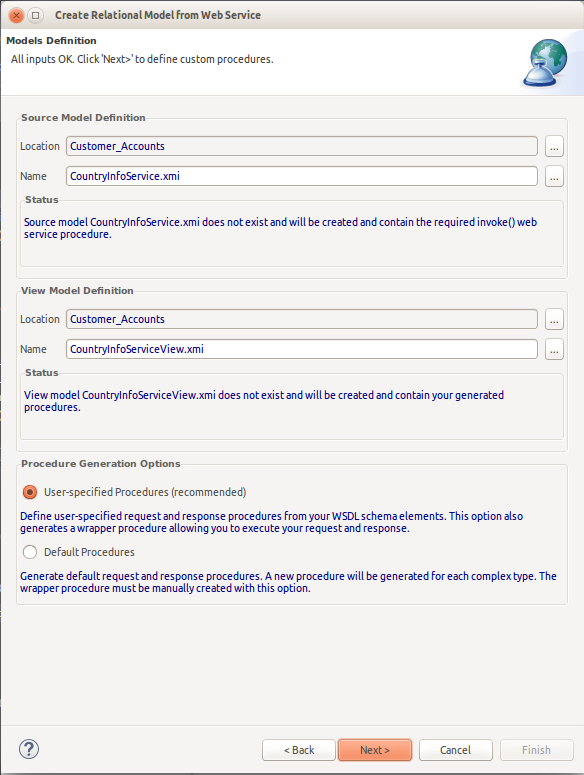 Create Relational Model from Web Service
Models Definition
All inputs OK. Click 'Next>' to define custom procedures.
Source Model Definition
Location Customer_Accounts ...
Name CountryInfoService.xmi ...
Status
Source model CountryInfoService.xmi does not exist and will be created and contain the required invoke() web
service procedure.
View Model Definition
Location Customer_Accounts ...
Name CountryInfoServiceView.xmi ...
Status
View model CountryInfoServiceView.xmi does not exist and will be created and contain your generated
procedures.
Procedure Generation Options
User-specified Procedures (recommended)
Define user-specified request and response procedures from your WSDL schema elements. This option also
generates a wrapper procedure allowing you to execute your request and response.
Default Procedures
Generate default request and response procedures. A new procedure will be generated for each complex type. The
wrapper procedure must be manually created with this option.
? < Back Next > Cancel Finish